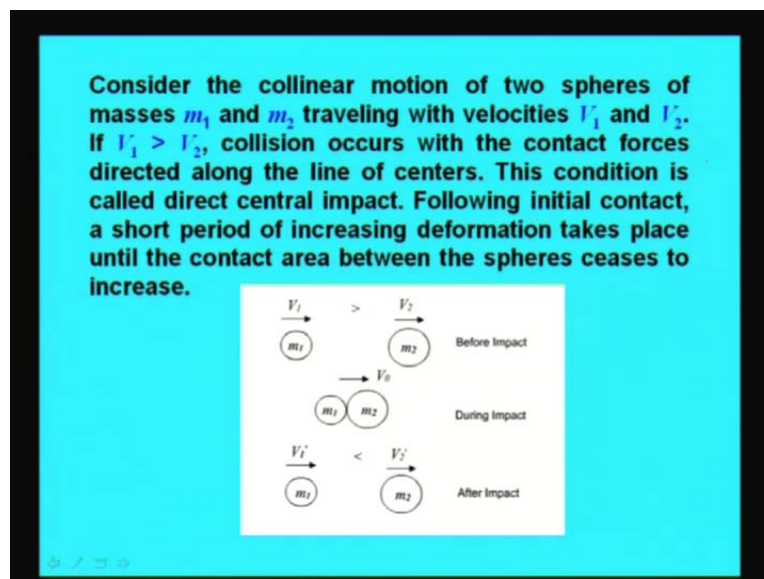 Consider the collinear motion of two spheres of
masses m₁ and m₂ traveling with velocities V₁ and V₂.
If V₁ > V₂, collision occurs with the contact forces
directed along the line of centers. This condition is
called direct central impact. Following initial contact,
a short period of increasing deformation takes place
until the contact area between the spheres ceases to
increase.
V₁ > V₂
m₁ m₂ Before Impact
V₀
m₁ m₂ During Impact
V₁' < V₂'
m₁ m₂ After Impact